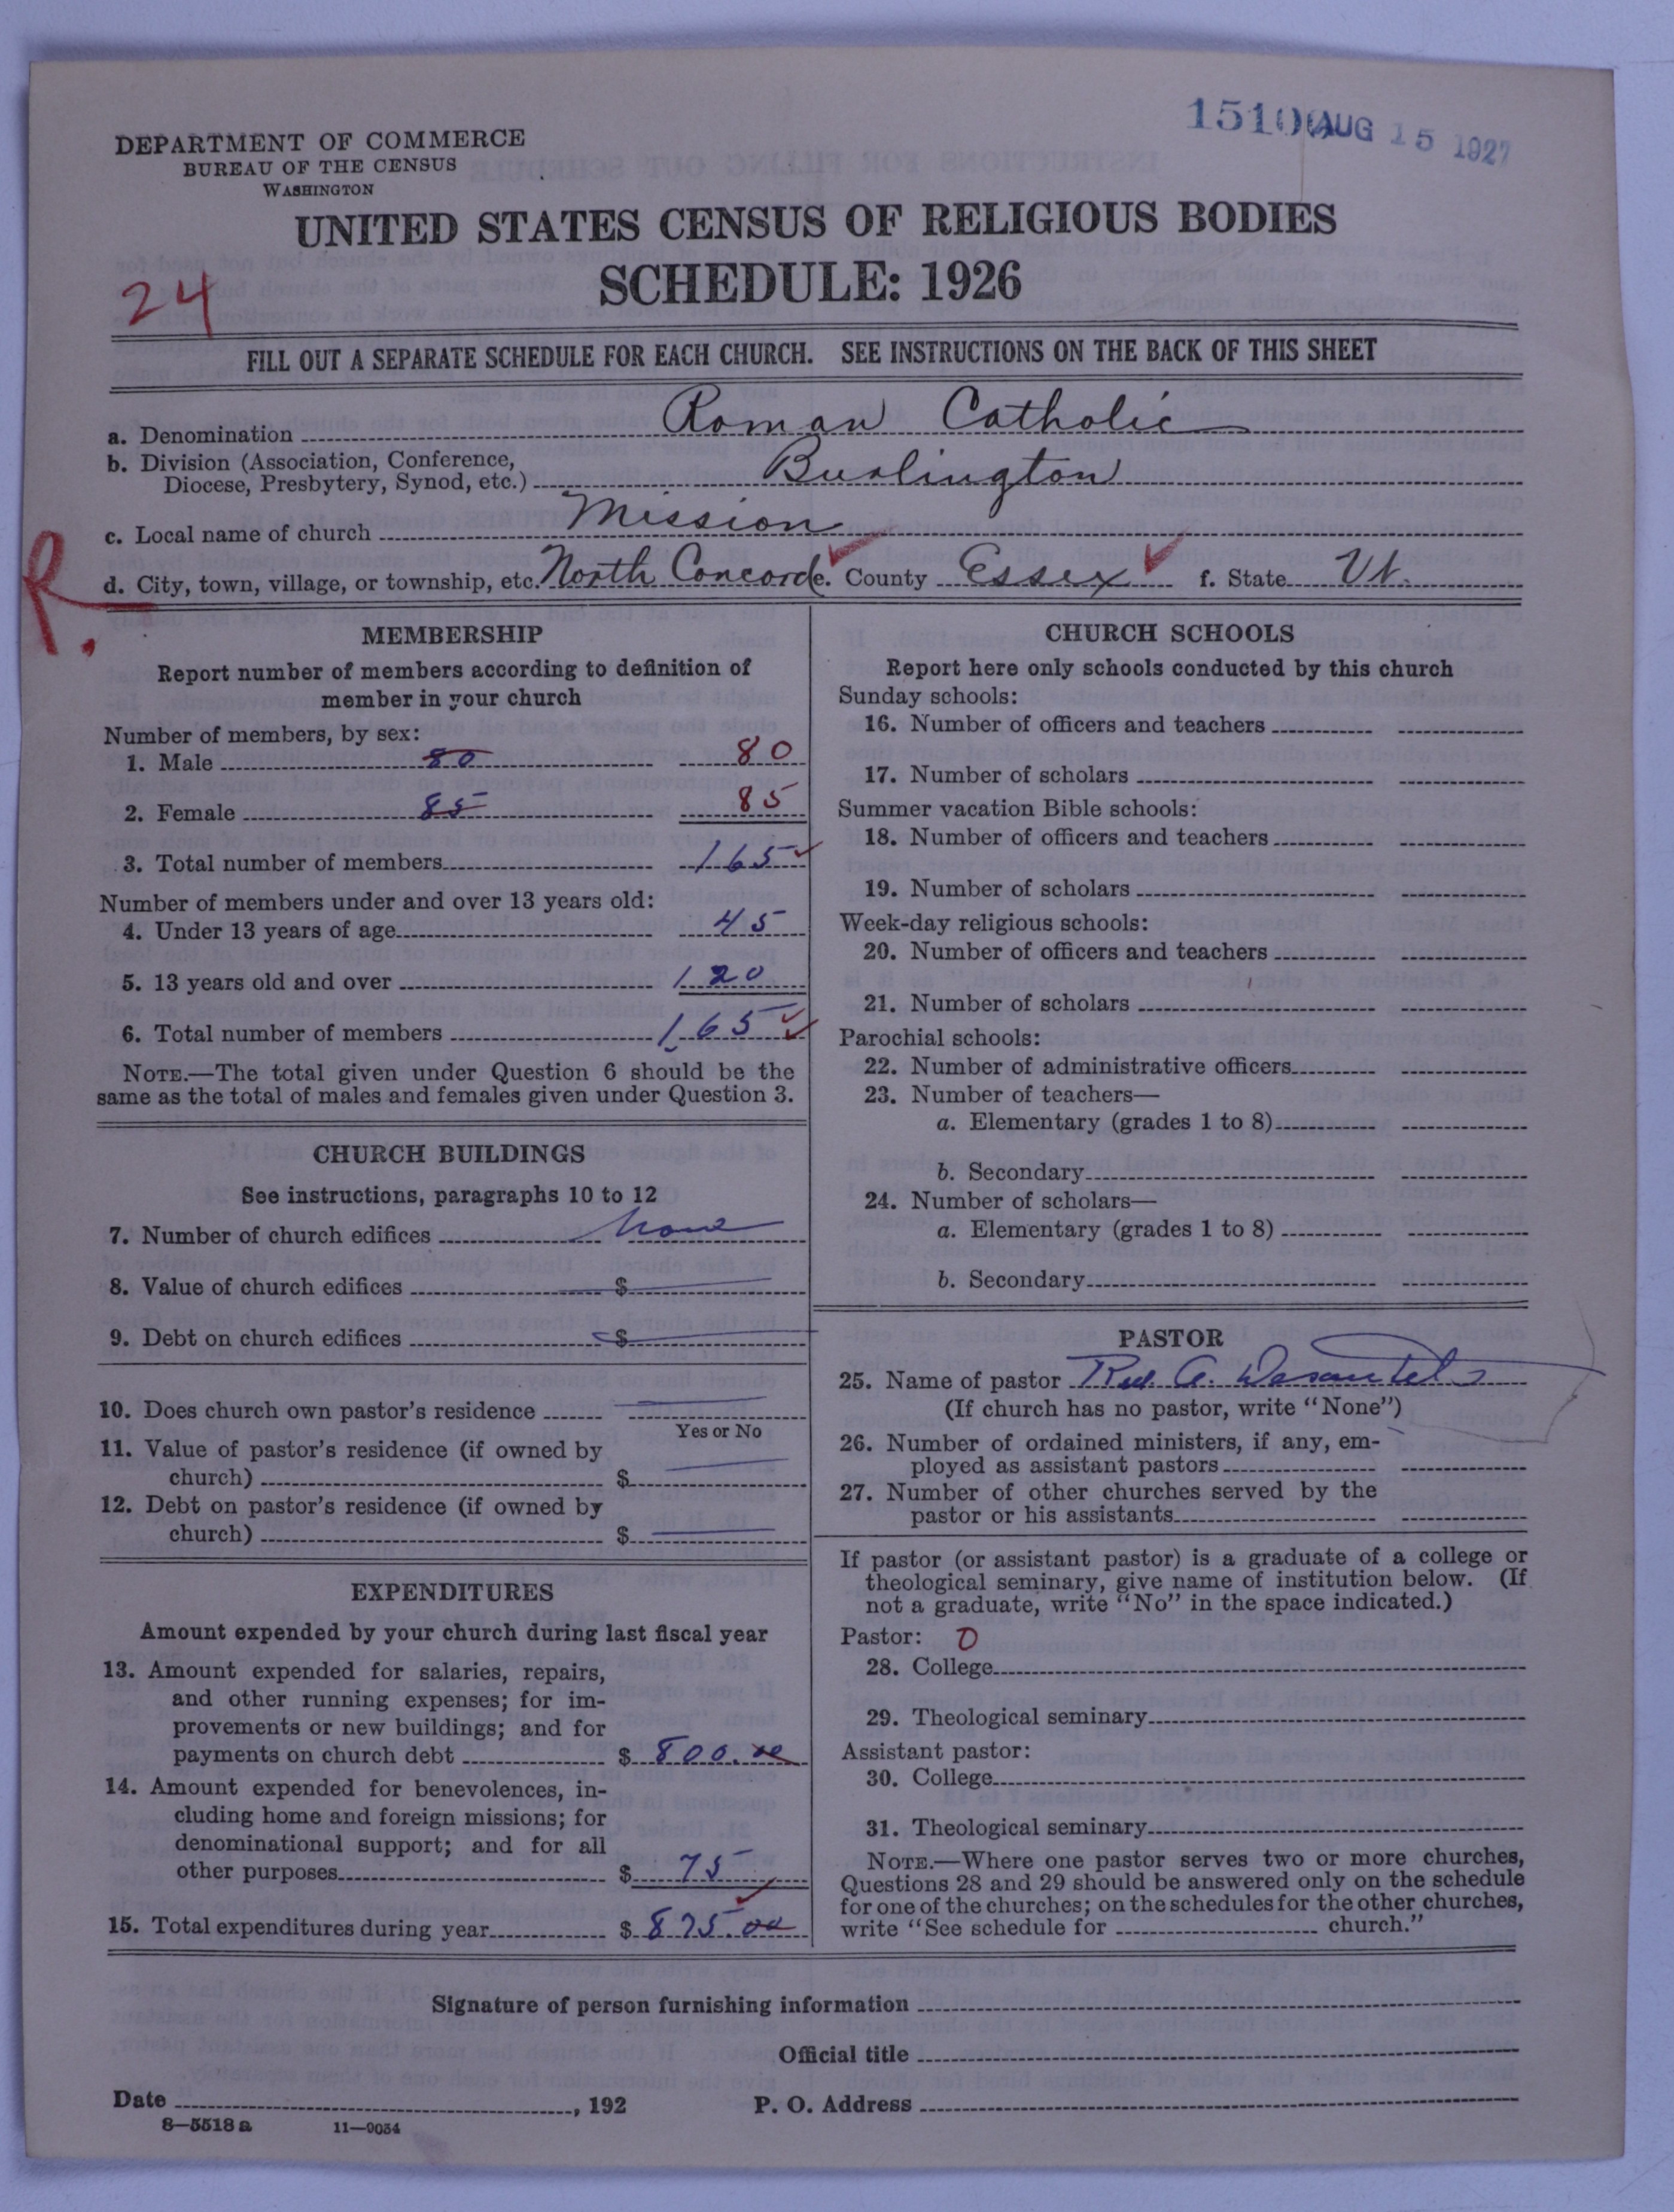 AUG 15 1927
DEPARTMENT OF COMMERCE
BUREAU OF THE CENSUS
WASHINGTON
UNITED STATES CENSUS OF RELIGIOUS BODIES
SCHEDULE: 1926
24
FILL OUT A SEPARATE SCHEDULE FOR EACH CHURCH. SEE INSTRUCTIONS ON THE BACK OF THIS SHEET
a. Denomination Roman Catholic
b. Division (Association, Conference,
Diocese, Presbytery, Synod, etc.) Burlington
c. Local name of church Mission
R.
d. City, town, village, or township, etc. North Concord e. County Essex f. State Vt.
MEMBERSHIP
Report number of members according to definition of
member in your church
Number of members, by sex:
1. Male 80 80
2. Female 85 85
3. Total number of members 165
Number of members under and over 13 years old:
4. Under 13 years of age 45
5. 13 years old and over 120
6. Total number of members 165
NOTE.—The total given under Question 6 should be the
same as the total of males and females given under Question 3.
CHURCH BUILDINGS
See instructions, paragraphs 10 to 12
7. Number of church edifices none
8. Value of church edifices $
9. Debt on church edifices $
10. Does church own pastor's residence
Yes or No
11. Value of pastor's residence (if owned by
church) $
12. Debt on pastor's residence (if owned by
church) $
EXPENDITURES
Amount expended by your church during last fiscal year
13. Amount expended for salaries, repairs,
and other running expenses; for im-
provements or new buildings; and for
payments on church debt $ 800.00
14. Amount expended for benevolences, in-
cluding home and foreign missions; for
denominational support; and for all
other purposes $ 75
15. Total expenditures during year $ 875.00
CHURCH SCHOOLS
Report here only schools conducted by this church
Sunday schools:
16. Number of officers and teachers
17. Number of scholars
Summer vacation Bible schools:
18. Number of officers and teachers
19. Number of scholars
Week-day religious schools:
20. Number of officers and teachers
21. Number of scholars
Parochial schools:
22. Number of administrative officers
23. Number of teachers—
a. Elementary (grades 1 to 8)
b. Secondary
24. Number of scholars—
a. Elementary (grades 1 to 8)
b. Secondary
PASTOR
25. Name of pastor Rev. A. Desautels
(If church has no pastor, write "None")
26. Number of ordained ministers, if any, em-
ployed as assistant pastors
27. Number of other churches served by the
pastor or his assistants
If pastor (or assistant pastor) is a graduate of a college or
theological seminary, give name of institution below. (If
not a graduate, write "No" in the space indicated.)
Pastor: 0
28. College
29. Theological seminary
Assistant pastor:
30. College
31. Theological seminary
NOTE.—Where one pastor serves two or more churches,
Questions 28 and 29 should be answered only on the schedule
for one of the churches; on the schedules for the other churches,
write "See schedule for church."
Signature of person furnishing information
Official title
Date , 192 P. O. Address
8—5518 a 11—9034